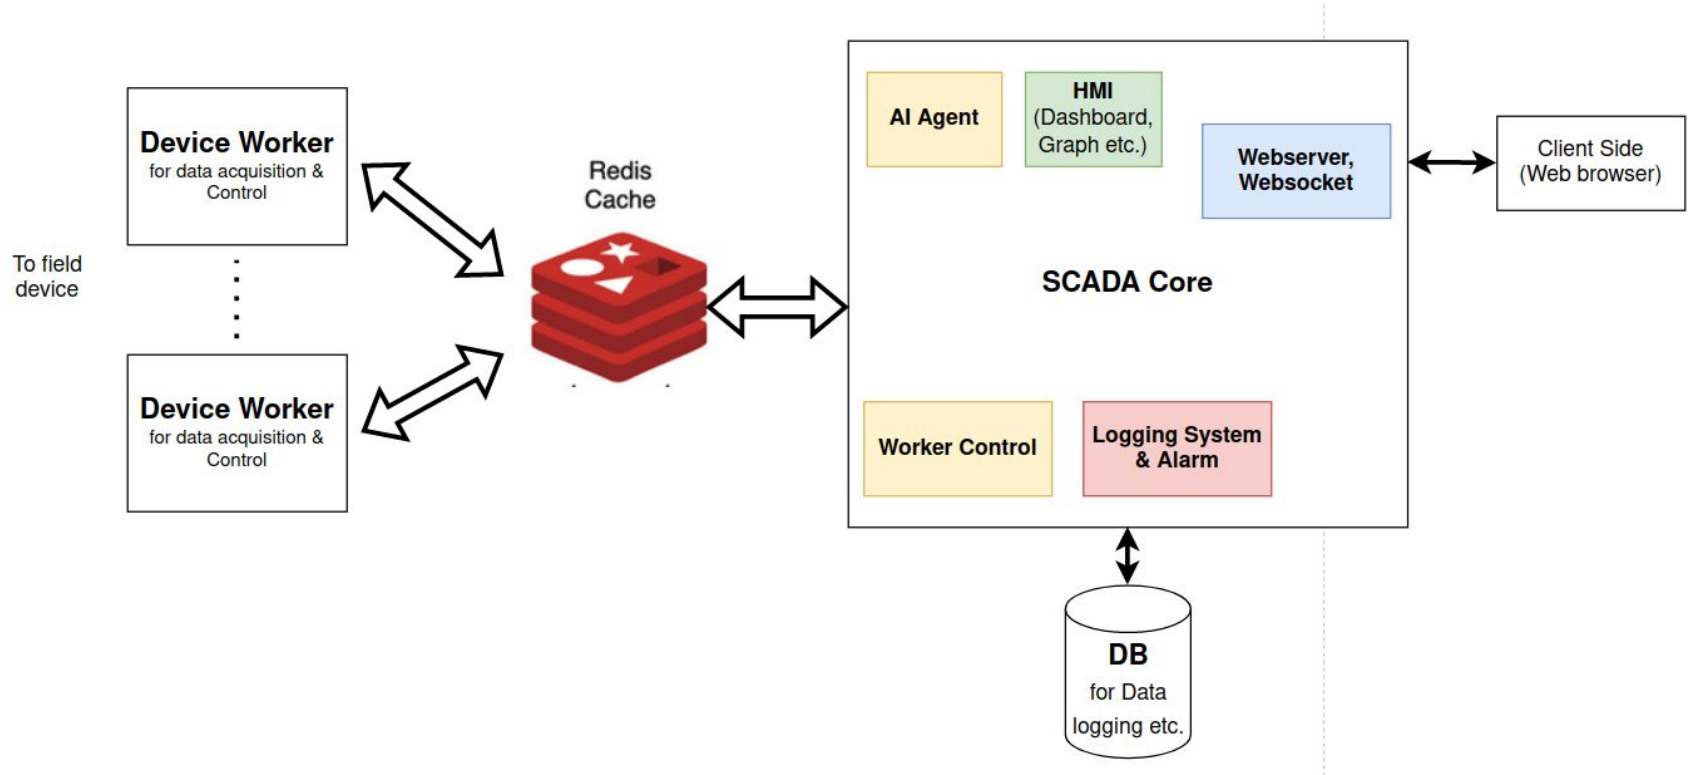 Device Worker
for data acquisition &
Control
To field
device
Device Worker
for data acquisition &
Control
Redis
Cache
AI Agent
HMI
(Dashboard,
Graph etc.)
Webserver,
Websocket
SCADA Core
Worker Control
Logging System
& Alarm
Client Side
(Web browser)
DB
for Data
logging etc.